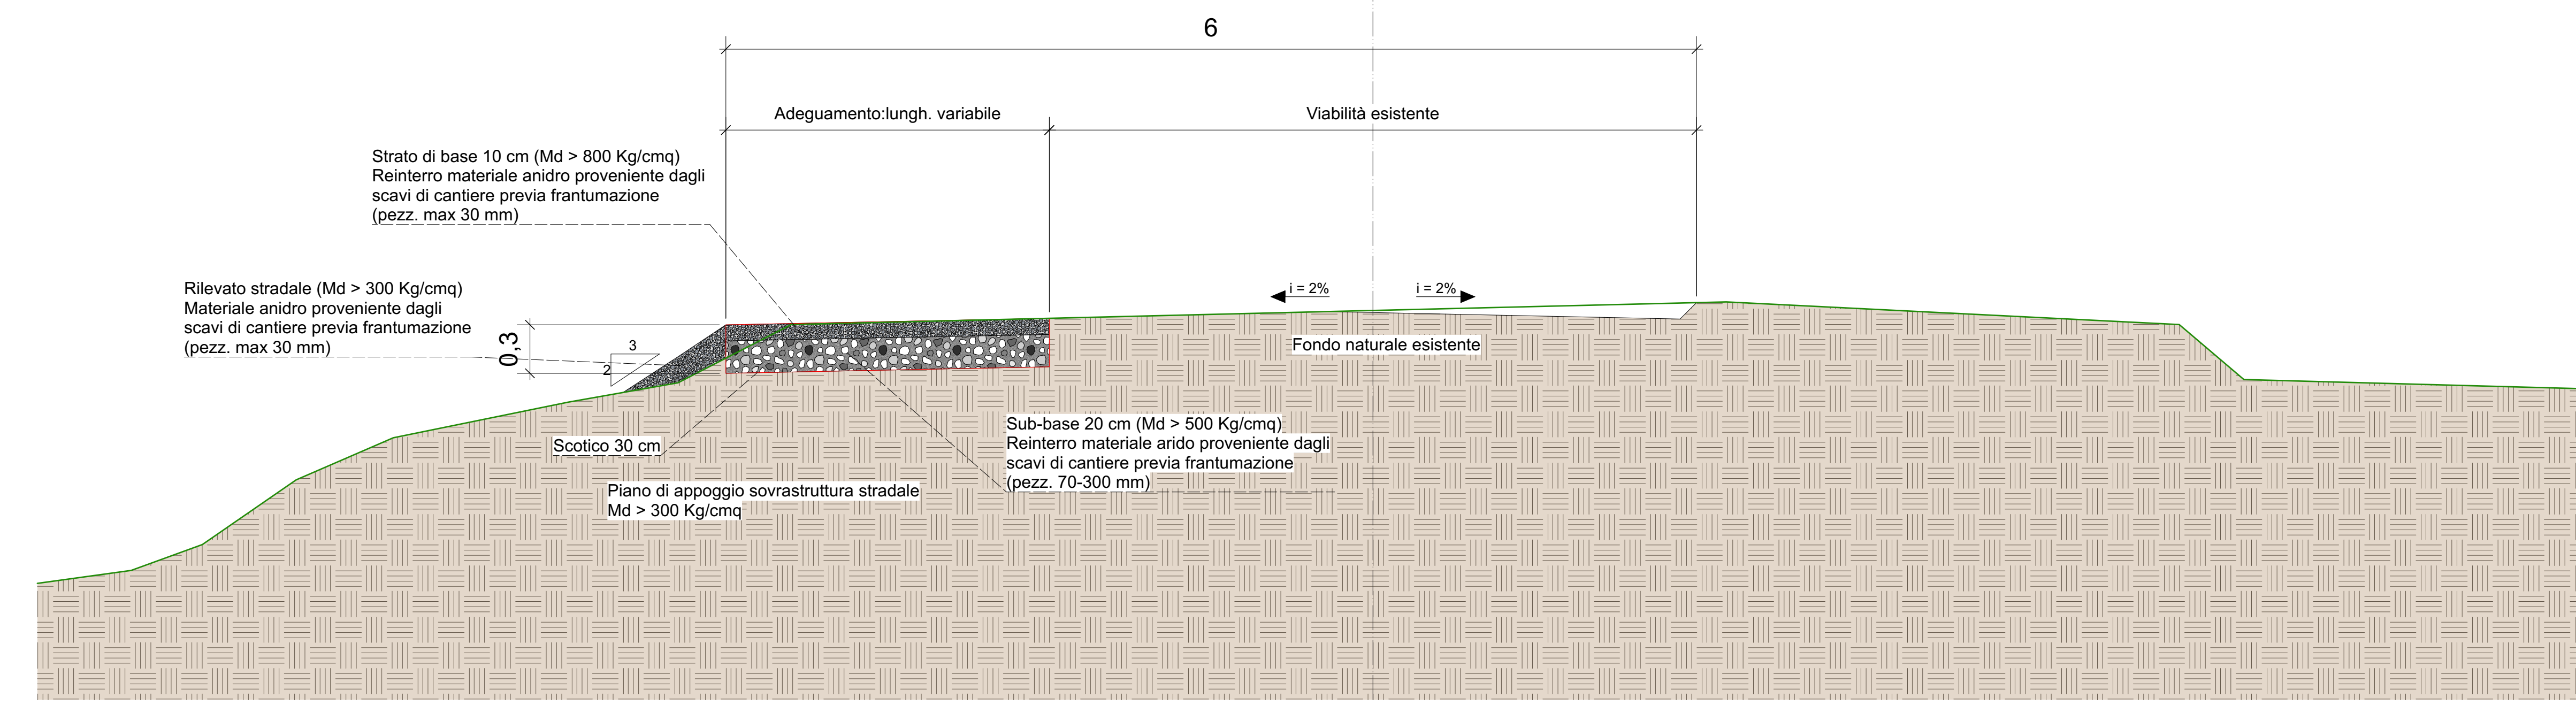 6
Adeguamento:lungh. variabile
Viabilità esistente
Strato di base 10 cm (Md > 800 Kg/cmq)
Reinterro materiale anidro proveniente dagli
scavi di cantiere previa frantumazione
(pezz. max 30 mm)
Rilevato stradale (Md > 300 Kg/cmq)
Materiale anidro proveniente dagli
scavi di cantiere previa frantumazione
(pezz. max 30 mm)
0,3
3
2
i = 2%
i = 2%
Fondo naturale esistente
Scotico 30 cm
Sub-base 20 cm (Md > 500 Kg/cmq)
Reinterro materiale arido proveniente dagli
scavi di cantiere previa frantumazione
(pezz. 70-300 mm)
Piano di appoggio sovrastruttura stradale
Md > 300 Kg/cmq